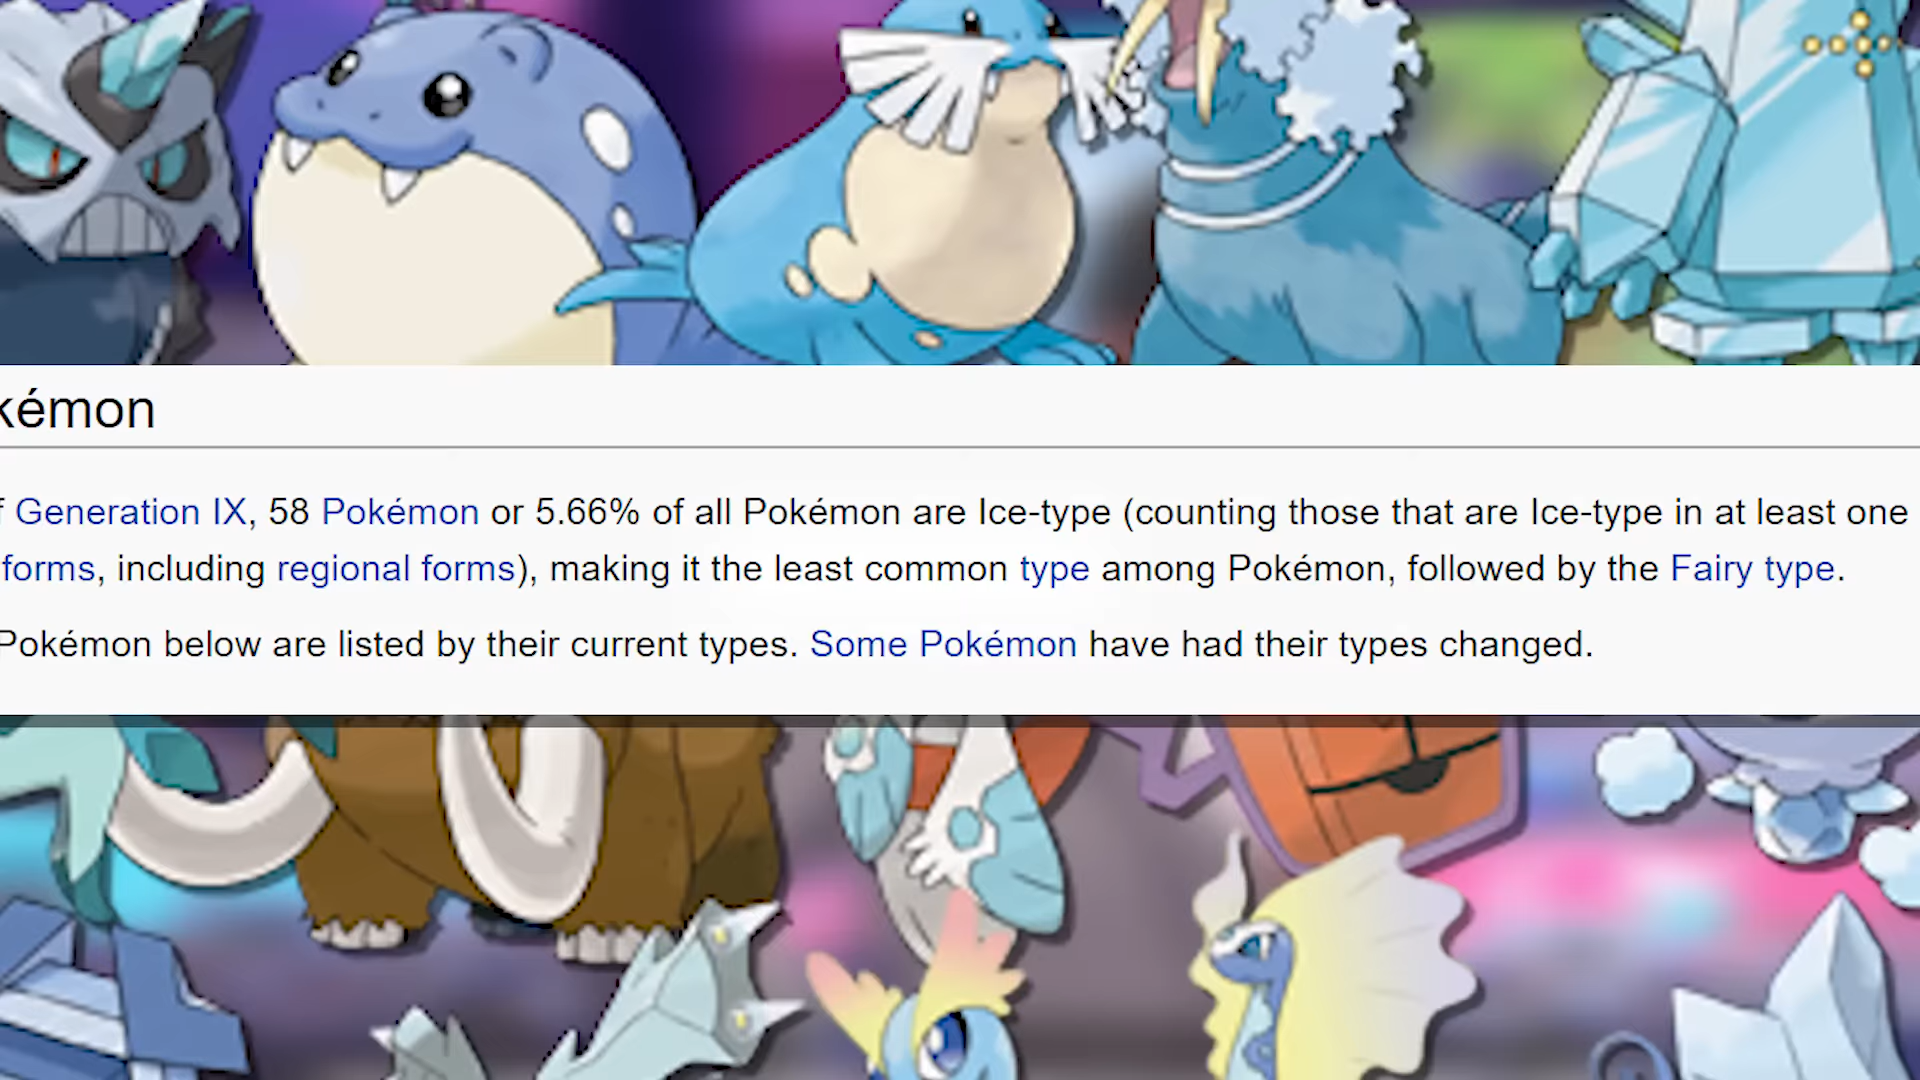 kémon
f Generation IX, 58 Pokémon or 5.66% of all Pokémon are Ice-type (counting those that are Ice-type in at least one
forms, including regional forms), making it the least common type among Pokémon, followed by the Fairy type.
Pokémon below are listed by their current types. Some Pokémon have had their types changed.